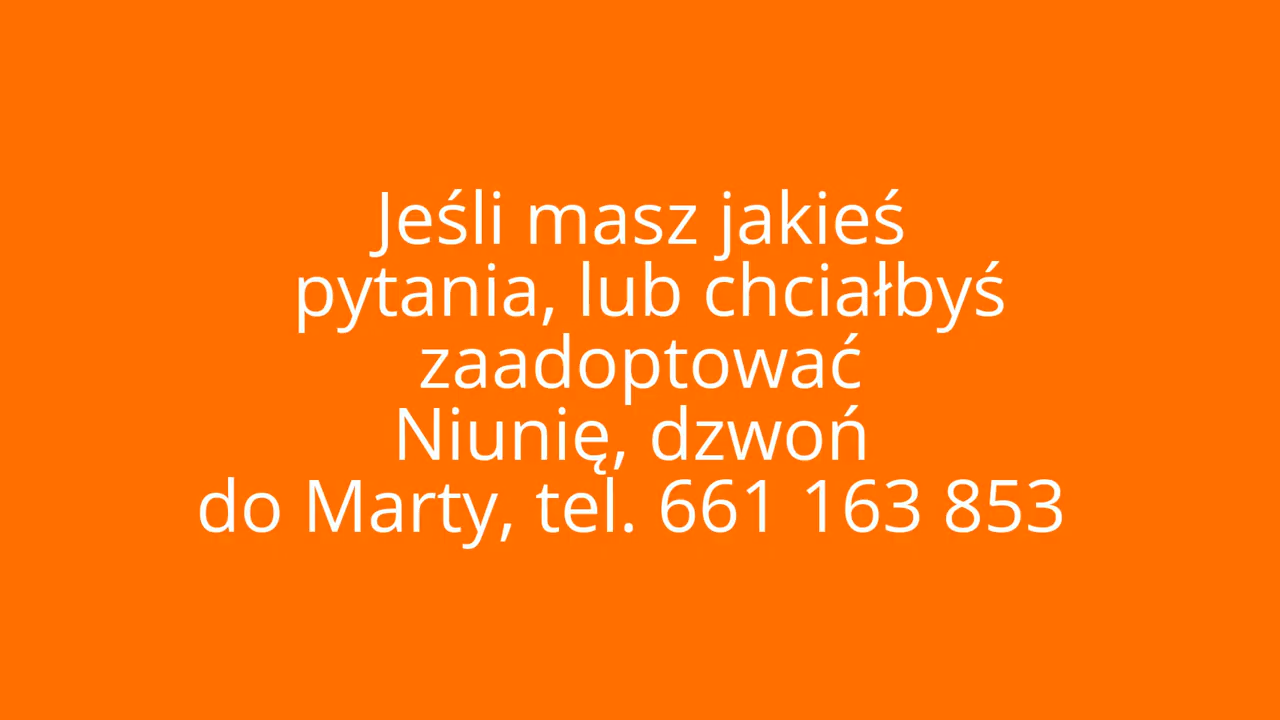 Jeśli masz jakieś
pytania, lub chciałbyś
zaadoptować
Niunię, dzwoń
do Marty, tel. 661 163 853